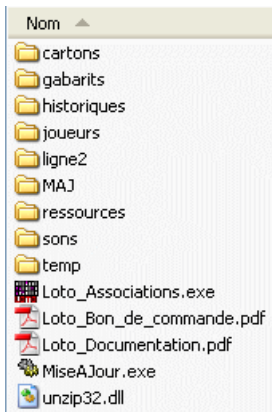 Nom
cartons
gabarits
historiques
joueurs
ligne2
MAJ
ressources
sons
temp
Loto_Associations.exe
Loto_Bon_de_commande.pdf
Loto_Documentation.pdf
MiseAJour.exe
unzip32.dll